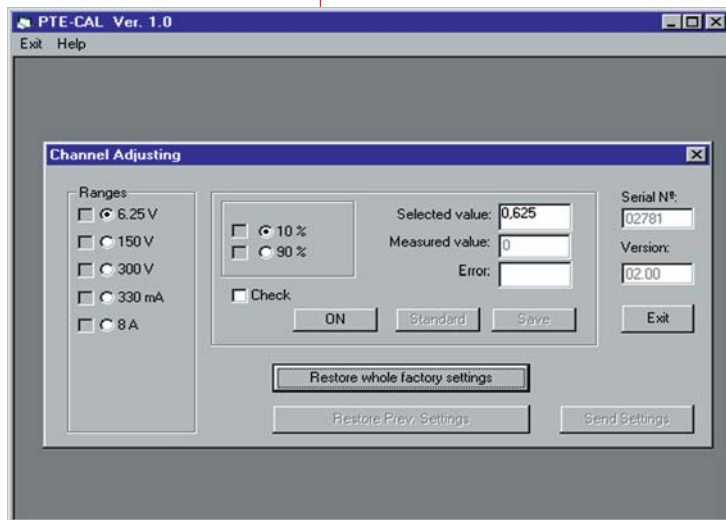 PTE-CAL Ver. 1.0
Exit Help
Channel Adjusting
Ranges
6.25 V
150 V
300 V
330 mA
8 A
10 %
90 %
Selected value: 0,625
Measured value: 0
Error:
Check
ON Standard Save
Serial Nº:
02781
Version:
02.00
Exit
Restore whole factory settings
Restore Prev. Settings Send Settings